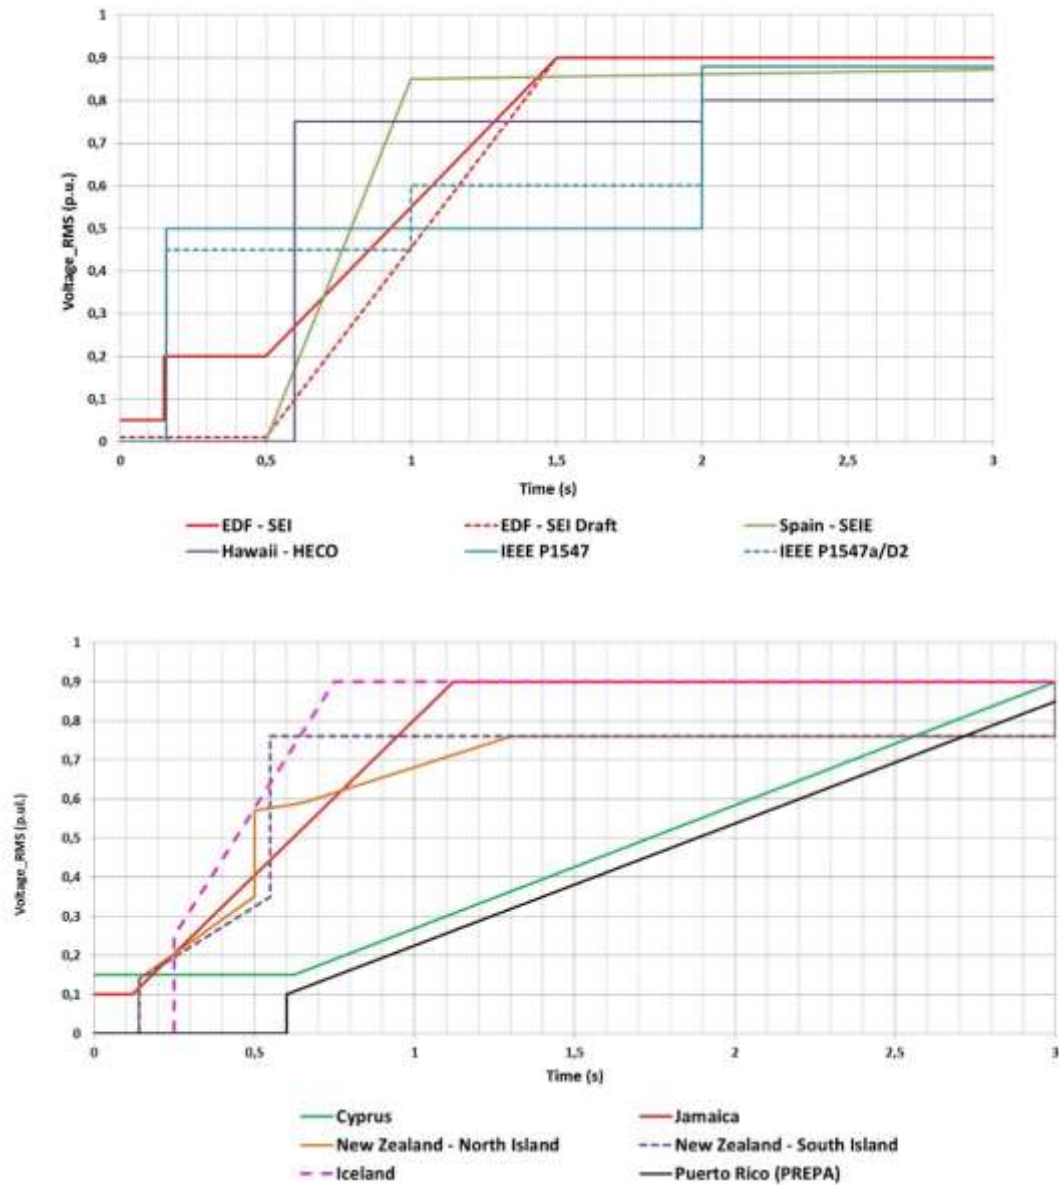 1
0,9
0,8
0,7
0,6
0,5
0,4
0,3
0,2
0,1
0
Voltage_RMS (p.u.)
0 0,5 1 1,5 2 2,5 3
Time (s)
EDF - SEI EDF - SEI Draft Spain - SEIE
Hawaii - HECO IEEE P1547 IEEE P1547a/D2
1
0,9
0,8
0,7
0,6
0,5
0,4
0,3
0,2
0,1
0
Voltage_RMS (p.ul.)
0 0,5 1 1,5 2 2,5 3
Time (s)
Cyprus Jamaica
New Zealand - North Island New Zealand - South Island
Iceland Puerto Rico (PREPA)